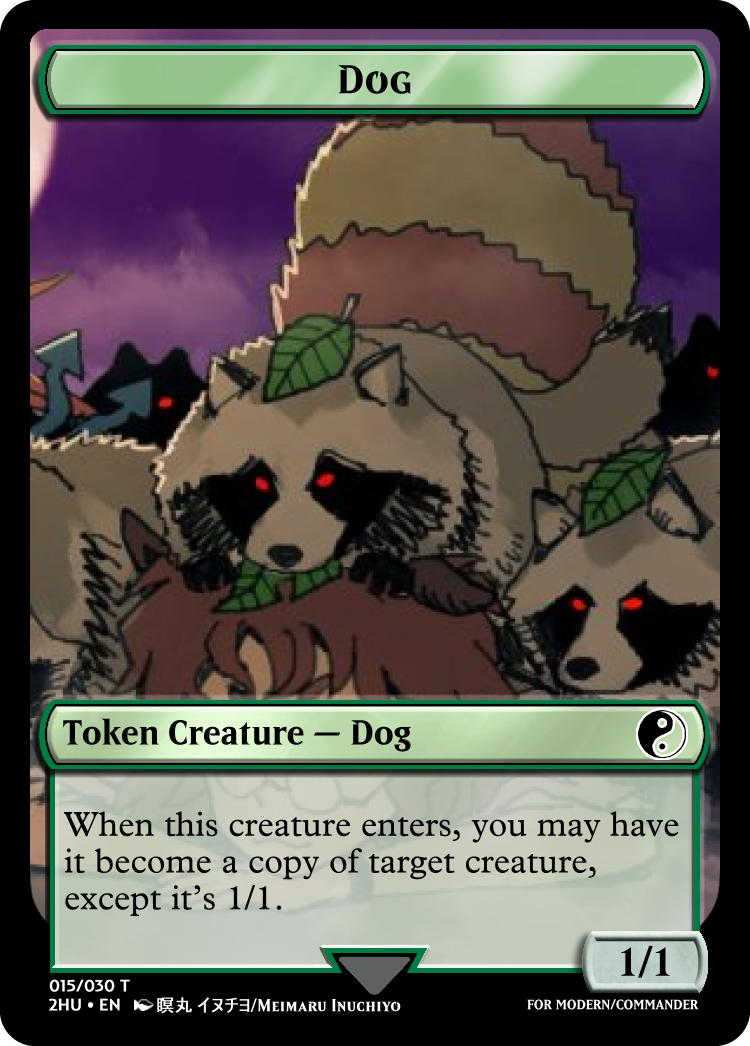 Dog
Token Creature — Dog
When this creature enters, you may have
it become a copy of target creature,
except it's 1/1.
1/1
015/030 T
2HU • EN 瞑丸 イヌチヨ/Meimaru Inuchiyo
FOR MODERN/COMMANDER